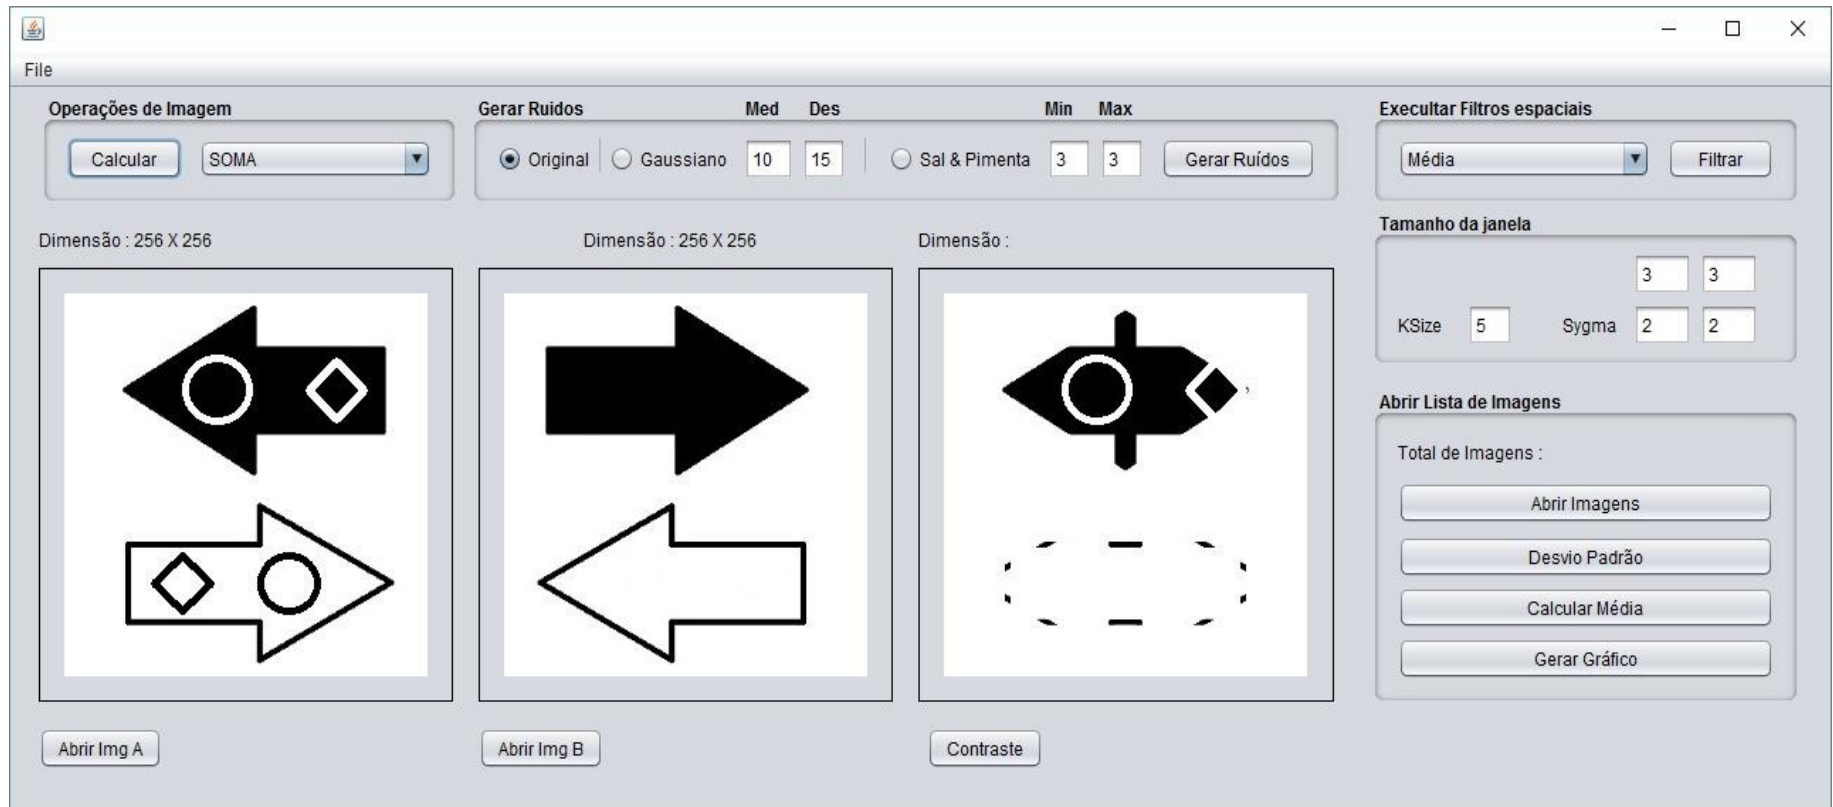 File
Operações de Imagem
Calcular SOMA
Gerar Ruidos Med Des Min Max
Original Gaussiano 10 15 Sal & Pimenta 3 3 Gerar Ruídos
Execultar Filtros espaciais
Média Filtrar
Dimensão : 256 X 256
Dimensão : 256 X 256
Dimensão :
Tamanho da janela
3 3
KSize 5 Sygma 2 2
Abrir Lista de Imagens
Total de Imagens :
Abrir Imagens
Desvio Padrão
Calcular Média
Gerar Gráfico
Abrir Img A
Abrir Img B
Contraste